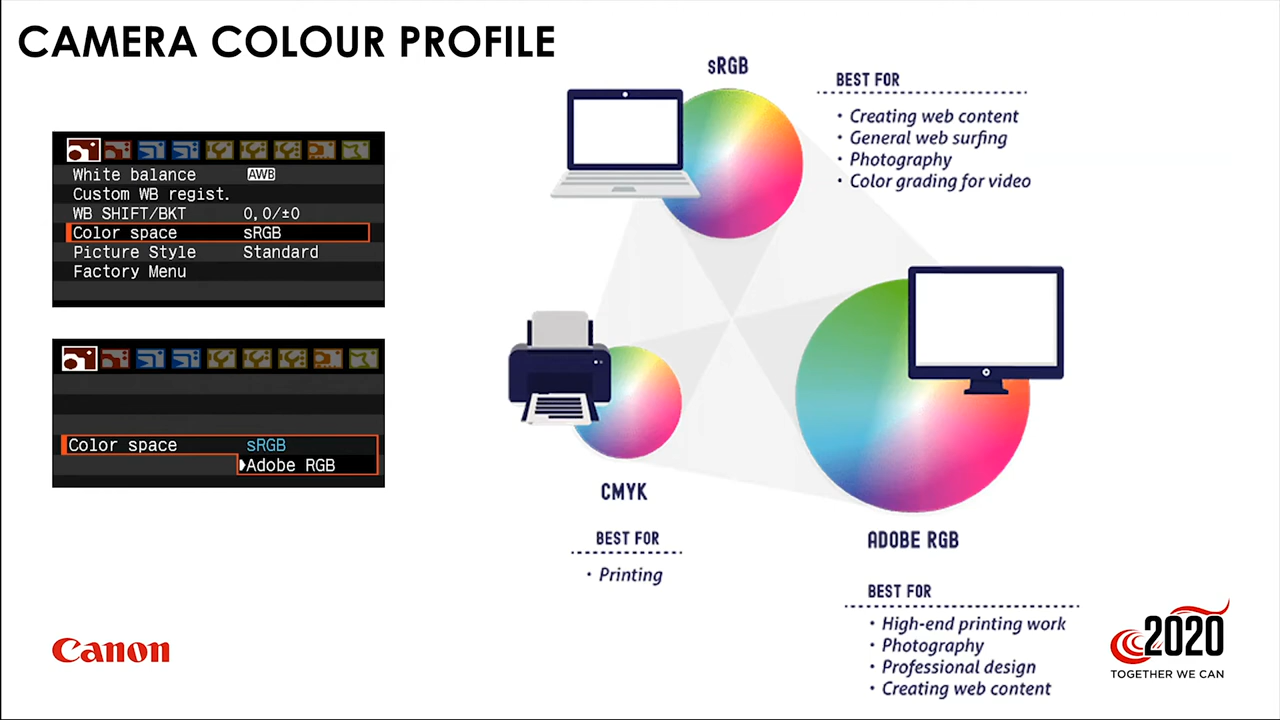 CAMERA COLOUR PROFILE
White balance AWB
Custom WB regist.
WB SHIFT/BKT 0,0/±0
Color space sRGB
Picture Style Standard
Factory Menu
Color space sRGB
Adobe RGB
sRGB
BEST FOR
• Creating web content
• General web surfing
• Photography
• Color grading for video
CMYK
BEST FOR
• Printing
ADOBE RGB
BEST FOR
• High-end printing work
• Photography
• Professional design
• Creating web content
Canon
2020
TOGETHER WE CAN